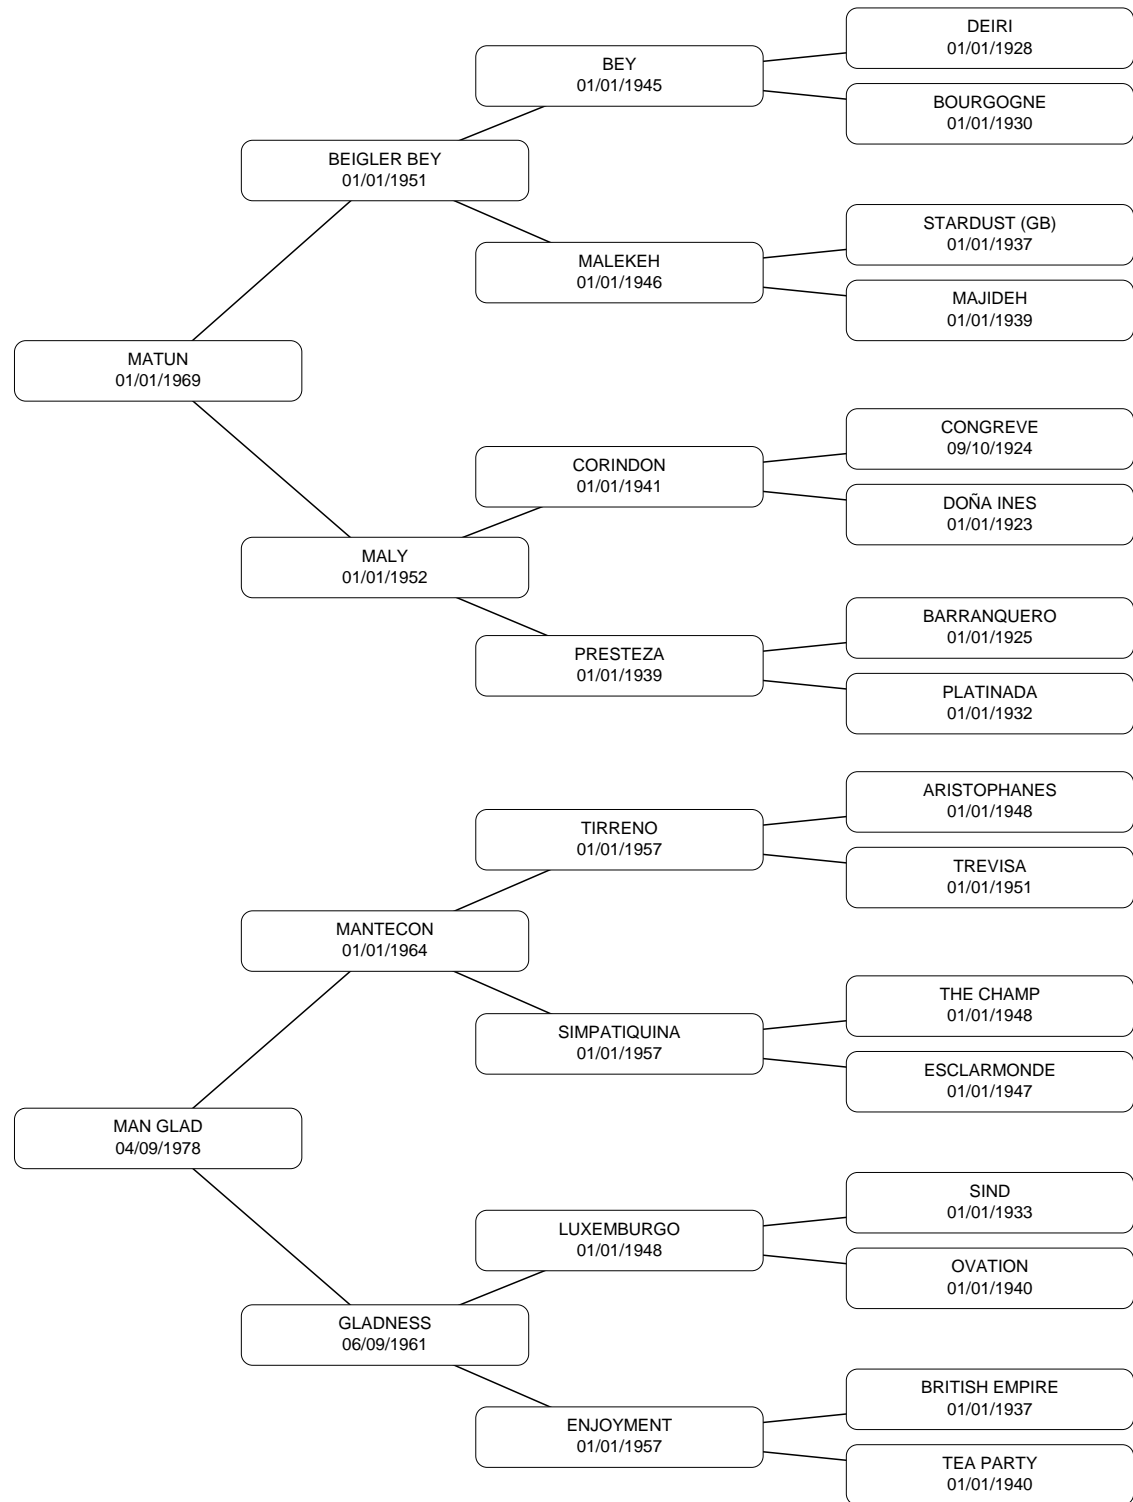 DEIRI
01/01/1928
BEY
01/01/1945
BOURGOGNE
01/01/1930
BEIGLER BEY
01/01/1951
STARDUST (GB)
01/01/1937
MALEKEH
01/01/1946
MAJIDEH
01/01/1939
MATUN
01/01/1969
CONGREVE
09/10/1924
CORINDON
01/01/1941
DOÑA INES
01/01/1923
MALY
01/01/1952
BARRANQUERO
01/01/1925
PRESTEZA
01/01/1939
PLATINADA
01/01/1932
ARISTOPHANES
01/01/1948
TIRRENO
01/01/1957
TREVISA
01/01/1951
MANTECON
01/01/1964
THE CHAMP
01/01/1948
SIMPATIQUINA
01/01/1957
ESCLARMONDE
01/01/1947
MAN GLAD
04/09/1978
SIND
01/01/1933
LUXEMBURGO
01/01/1948
OVATION
01/01/1940
GLADNESS
06/09/1961
BRITISH EMPIRE
01/01/1937
ENJOYMENT
01/01/1957
TEA PARTY
01/01/1940